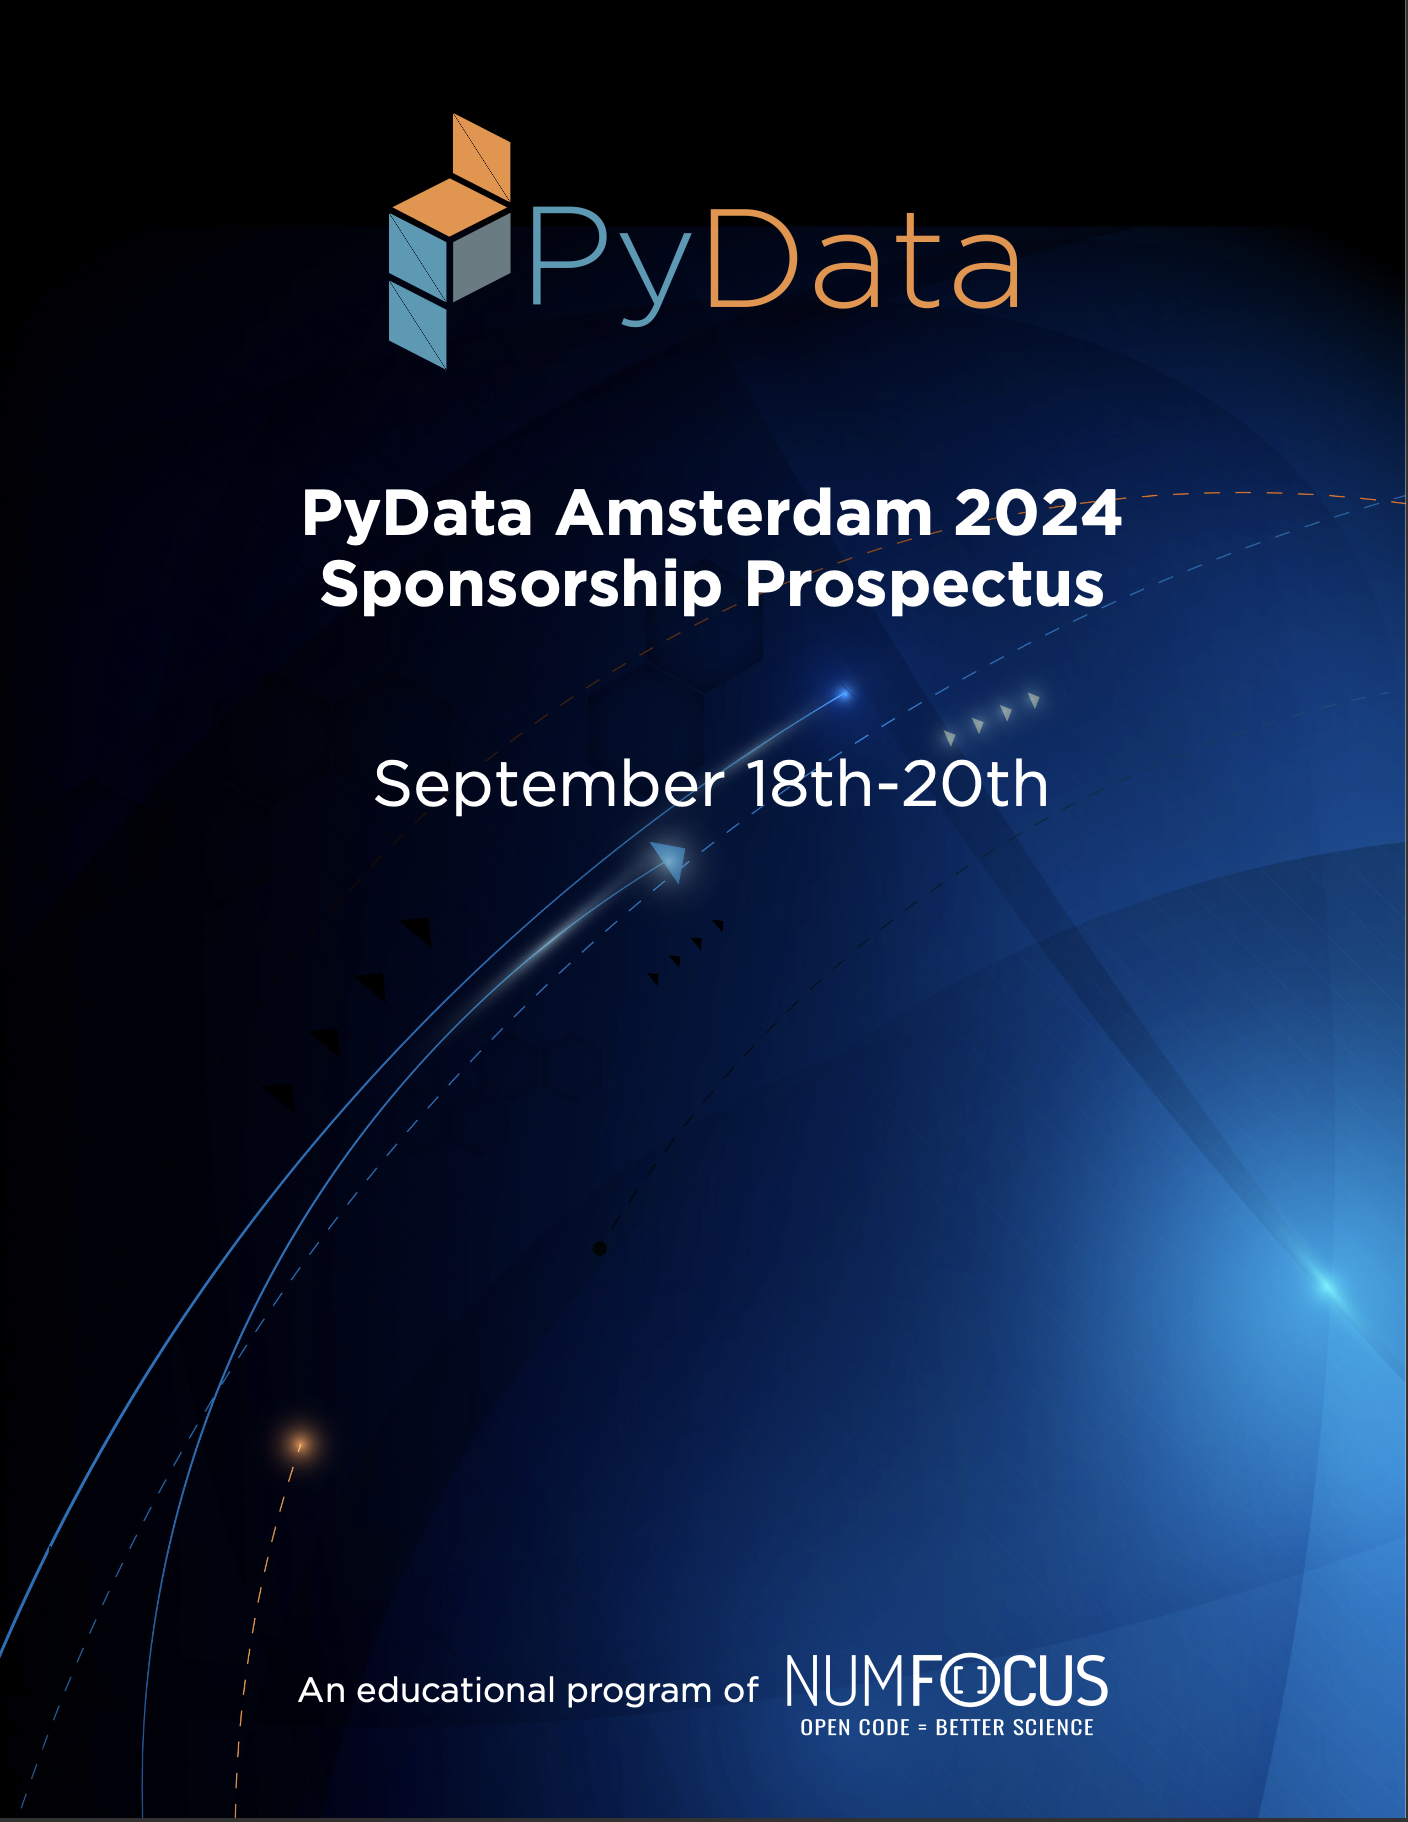 PyData
PyData Amsterdam 2024
Sponsorship Prospectus
September 18th-20th
An educational program of NUMFOCUS
OPEN CODE = BETTER SCIENCE